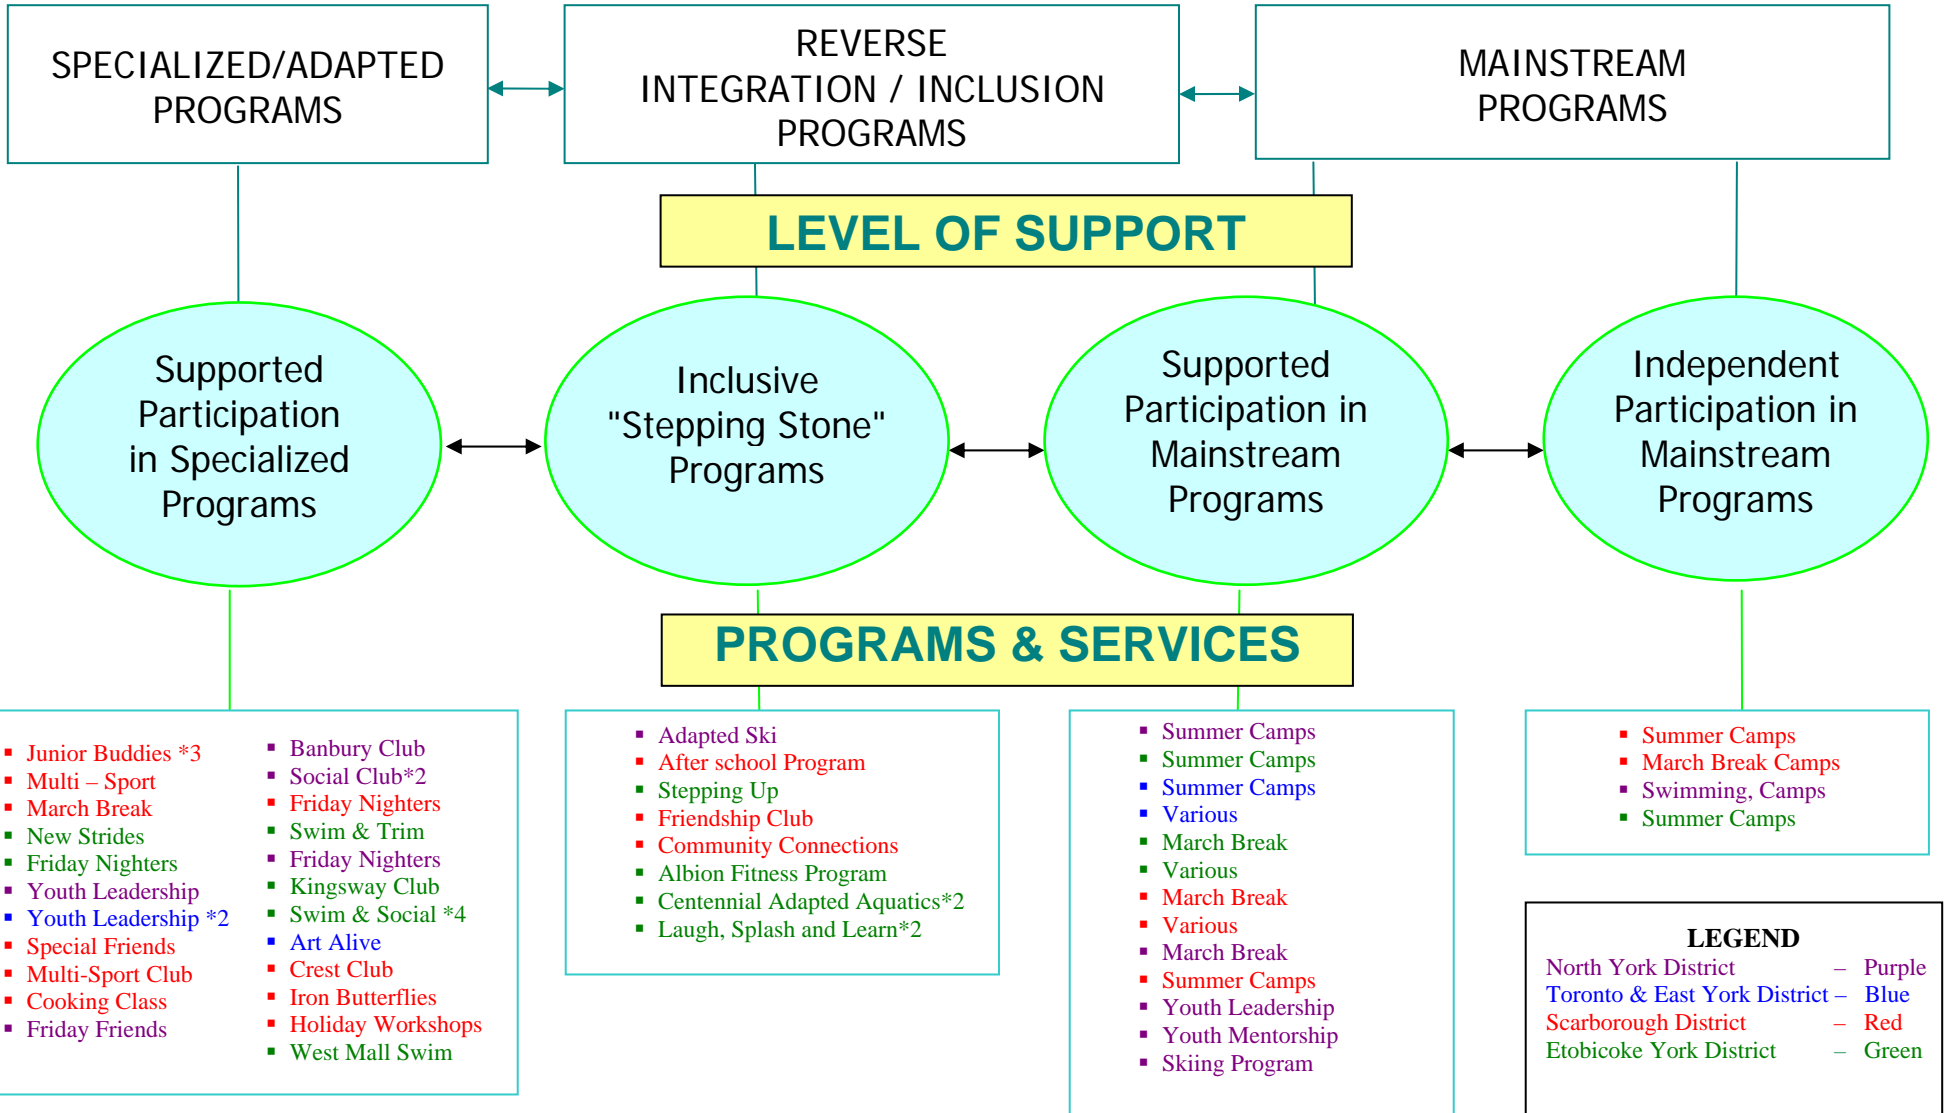 SPECIALIZED/ADAPTED
PROGRAMS
REVERSE
INTEGRATION / INCLUSION
PROGRAMS
MAINSTREAM
PROGRAMS
LEVEL OF SUPPORT
Supported
Participation
in Specialized
Programs
Inclusive
"Stepping Stone"
Programs
Supported
Participation in
Mainstream
Programs
Independent
Participation in
Mainstream
Programs
PROGRAMS & SERVICES
▪ Junior Buddies *3
▪ Multi – Sport
▪ March Break
▪ New Strides
▪ Friday Nighters
▪ Youth Leadership
▪ Youth Leadership *2
▪ Special Friends
▪ Multi-Sport Club
▪ Cooking Class
▪ Friday Friends
▪ Banbury Club
▪ Social Club*2
▪ Friday Nighters
▪ Swim & Trim
▪ Friday Nighters
▪ Kingsway Club
▪ Swim & Social *4
▪ Art Alive
▪ Crest Club
▪ Iron Butterflies
▪ Holiday Workshops
▪ West Mall Swim
▪ Adapted Ski
▪ After school Program
▪ Stepping Up
▪ Friendship Club
▪ Community Connections
▪ Albion Fitness Program
▪ Centennial Adapted Aquatics*2
▪ Laugh, Splash and Learn*2
▪ Summer Camps
▪ Summer Camps
▪ Summer Camps
▪ Various
▪ March Break
▪ Various
▪ March Break
▪ Various
▪ March Break
▪ Summer Camps
▪ Youth Leadership
▪ Youth Mentorship
▪ Skiing Program
▪ Summer Camps
▪ March Break Camps
▪ Swimming, Camps
▪ Summer Camps
LEGEND
North York District – Purple
Toronto & East York District – Blue
Scarborough District – Red
Etobicoke York District – Green